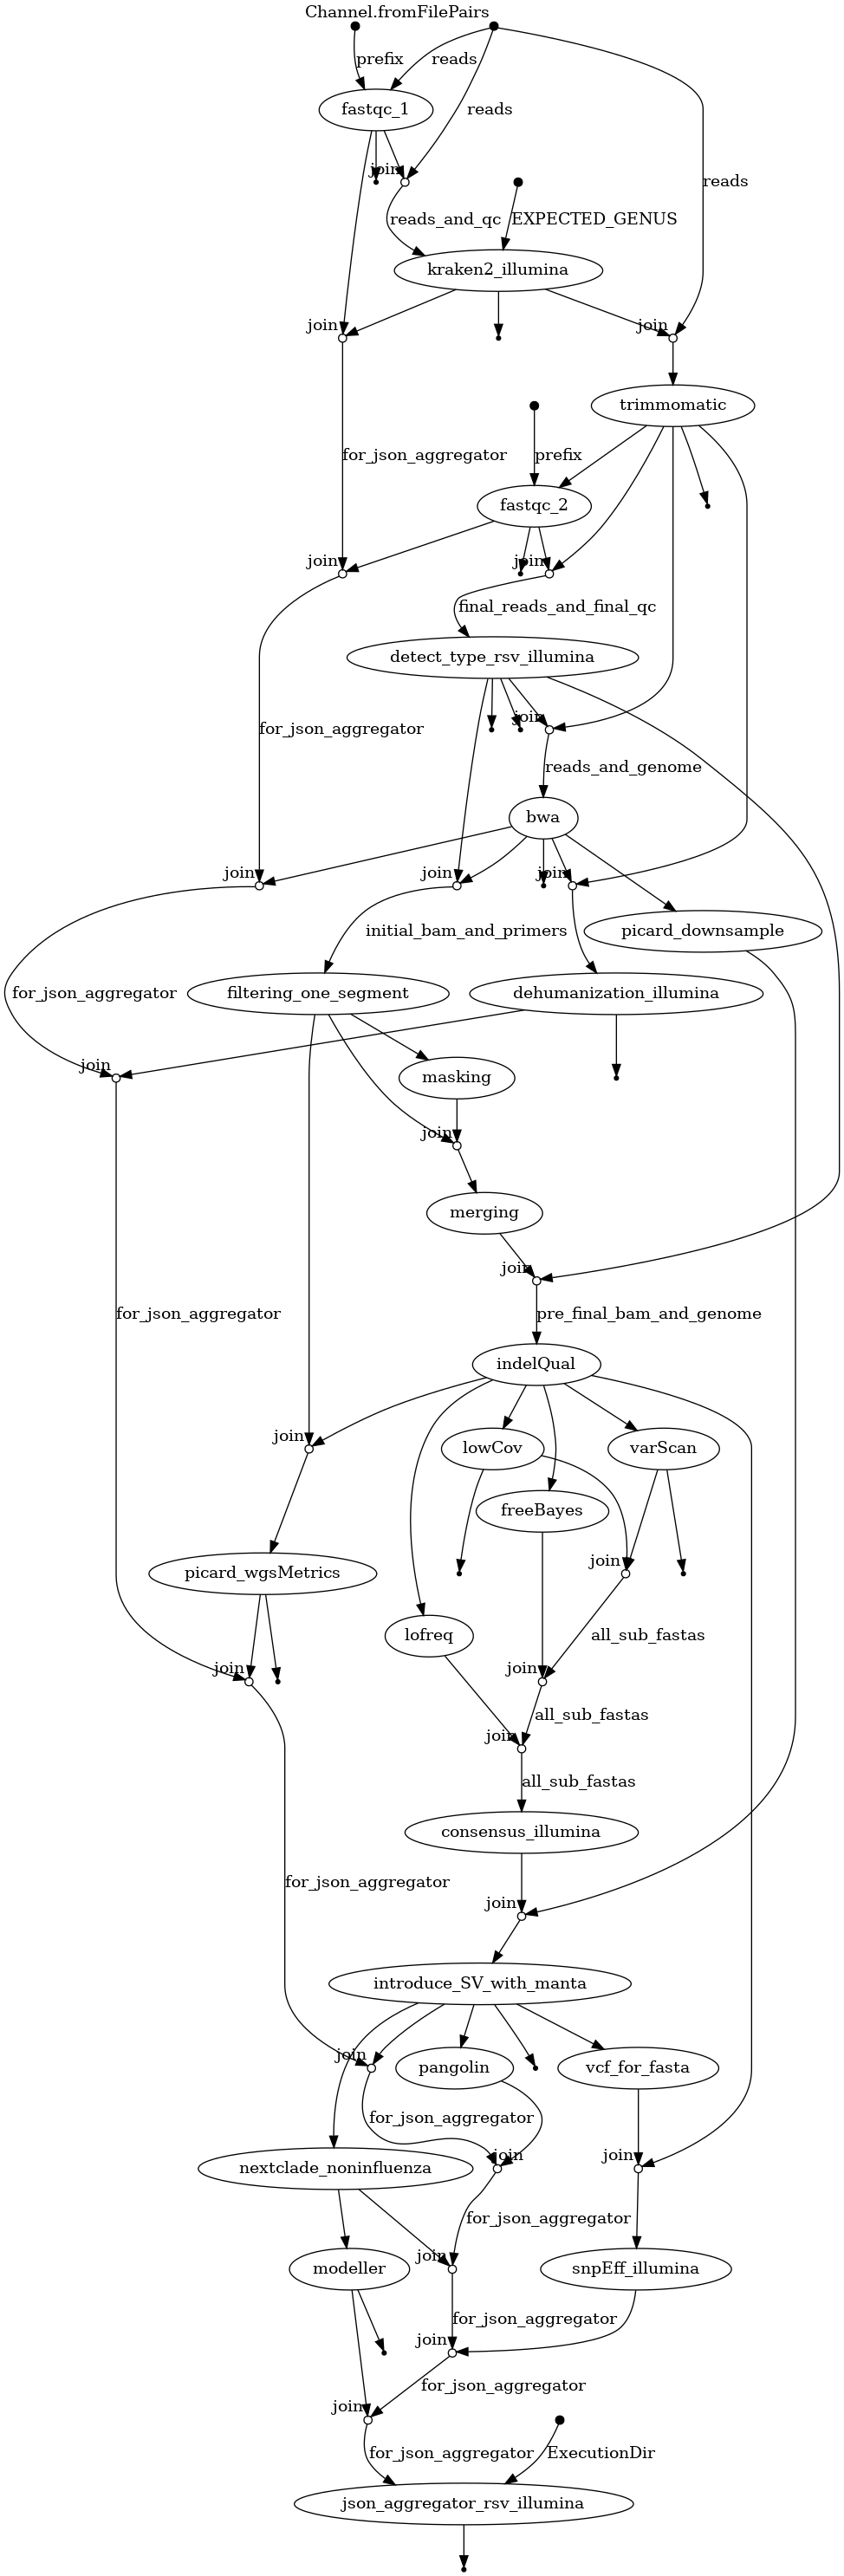 Channel.fromFilePairs
prefix
reads
fastqc_1
reads
join
reads
reads_and_qc
EXPECTED_GENUS
kraken2_illumina
join
join
trimmomatic
for_json_aggregator
prefix
fastqc_2
join
join
final_reads_and_final_qc
detect_type_rsv_illumina
join
for_json_aggregator
reads_and_genome
bwa
join
join
join
initial_bam_and_primers
picard_downsample
for_json_aggregator
filtering_one_segment
dehumanization_illumina
join
masking
join
merging
join
for_json_aggregator
pre_final_bam_and_genome
indelQual
join
lowCov
varScan
freeBayes
join
picard_wgsMetrics
lofreq
all_sub_fastas
join
join
all_sub_fastas
join
all_sub_fastas
consensus_illumina
for_json_aggregator
join
introduce_SV_with_manta
join
pangolin
vcf_for_fasta
for_json_aggregator
join
join
nextclade_noninfluenza
for_json_aggregator
join
modeller
snpEff_illumina
for_json_aggregator
join
for_json_aggregator
join
for_json_aggregator
ExecutionDir
json_aggregator_rsv_illumina